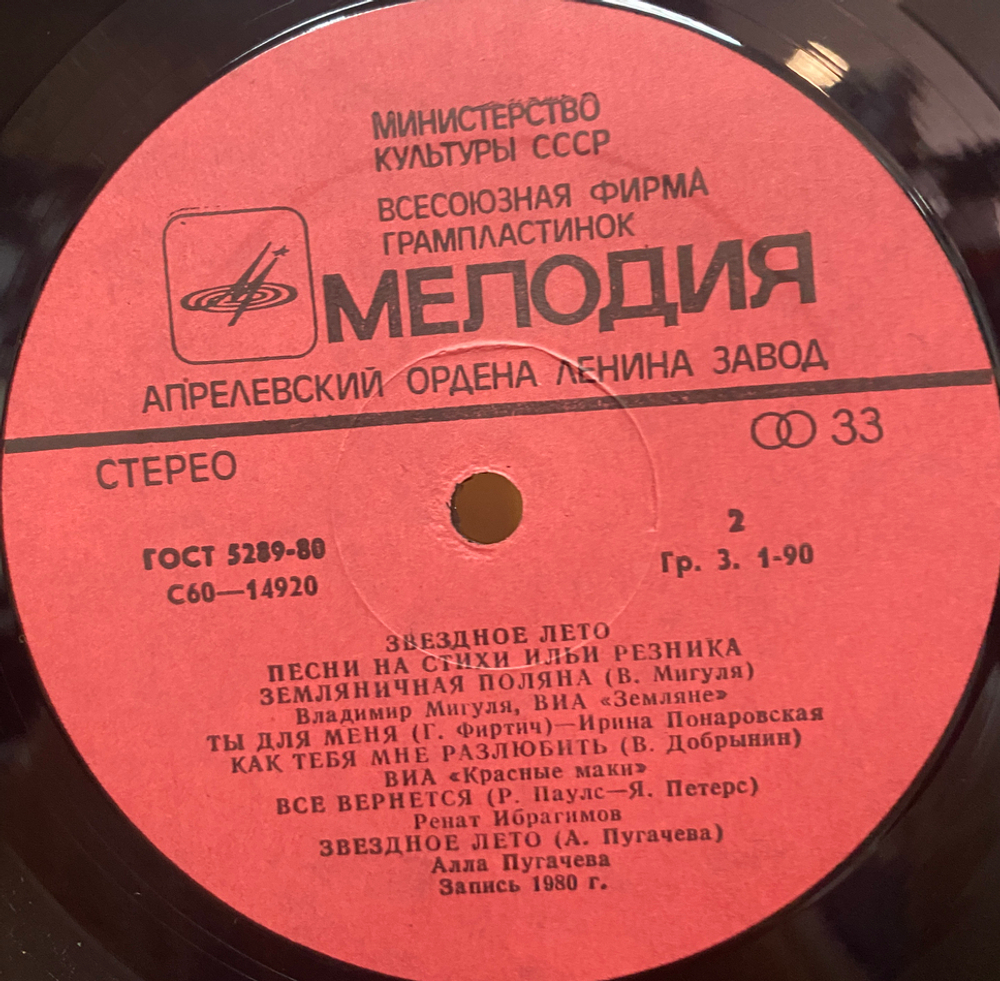 МИНИСТЕРСТВО
КУЛЬТУРЫ СССР
ВСЕСОЮЗНАЯ ФИРМА
ГРАМПЛАСТИНОК
МЕЛОДИЯ
АПРЕЛЕВСКИЙ ОРДЕНА ЛЕНИНА ЗАВОД
СТЕРЕО
33
ГОСТ 5289-80
С60—14920
2
Гр. 3. 1-90
ЗВЕЗДНОЕ ЛЕТО
ПЕСНИ НА СТИХИ ИЛЬИ РЕЗНИКА
ЗЕМЛЯНИЧНАЯ ПОЛЯНА (В. Мигуля)
Владимир Мигуля, ВИА «Земляне»
ТЫ ДЛЯ МЕНЯ (Г. Фиртич)—Ирина Понаровская
КАК ТЕБЯ МНЕ РАЗЛЮБИТЬ (В. Добрынин)
ВИА «Красные маки»
ВСЕ ВЕРНЕТСЯ (Р. Паулс—Я. Петерс)
Ренат Ибрагимов
ЗВЕЗДНОЕ ЛЕТО (А. Пугачева)
Алла Пугачева
Запись 1980 г.